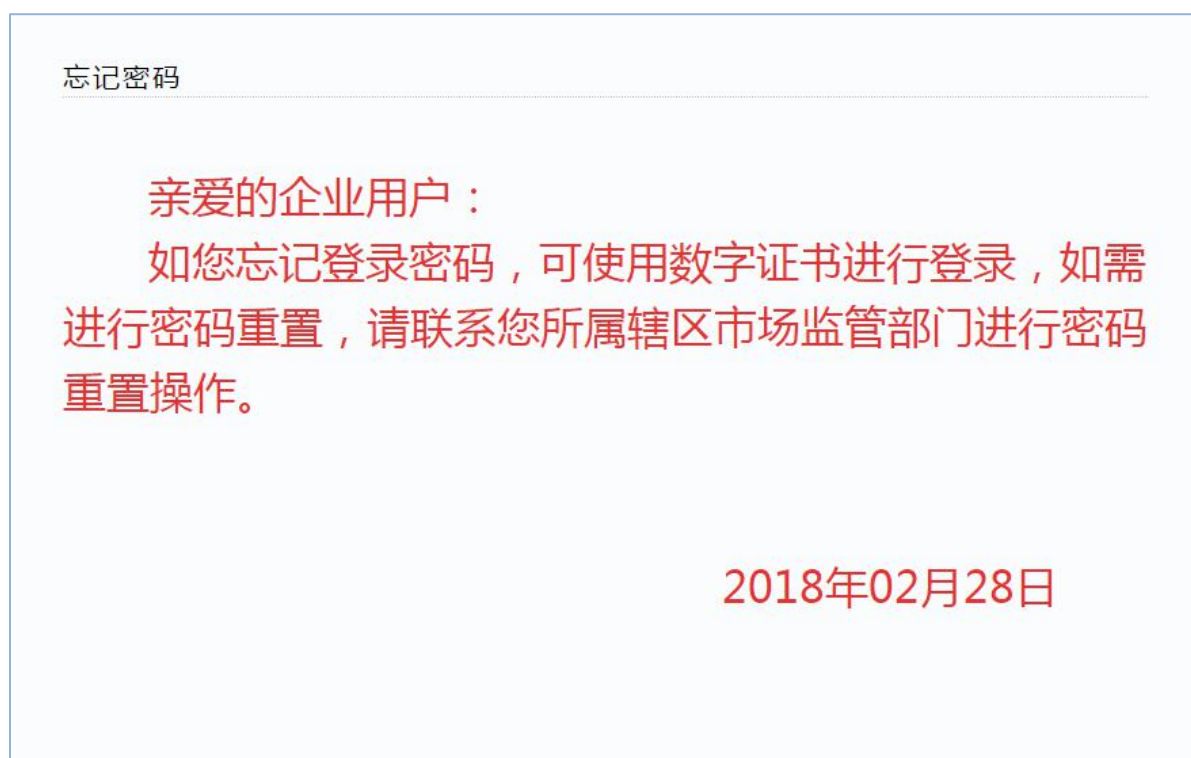 忘记密码
亲爱的企业用户：
如您忘记登录密码，可使用数字证书进行登录，如需
进行密码重置，请联系您所属辖区市场监管部门进行密码
重置操作。
2018年02月28日